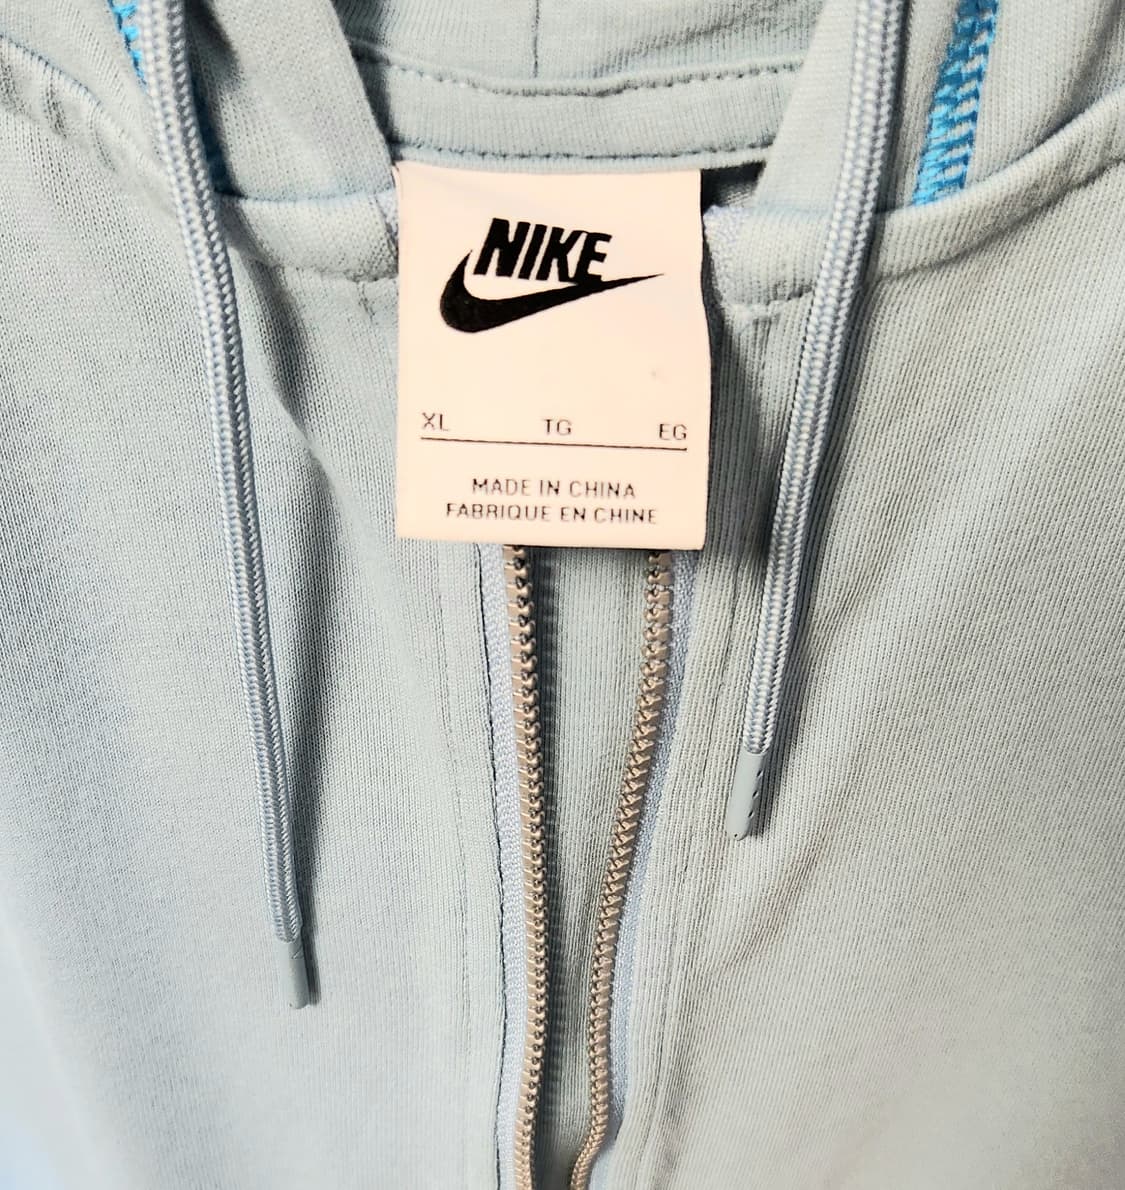 NIKE
XL TG EG
MADE IN CHINA
FABRIQUE EN CHINE